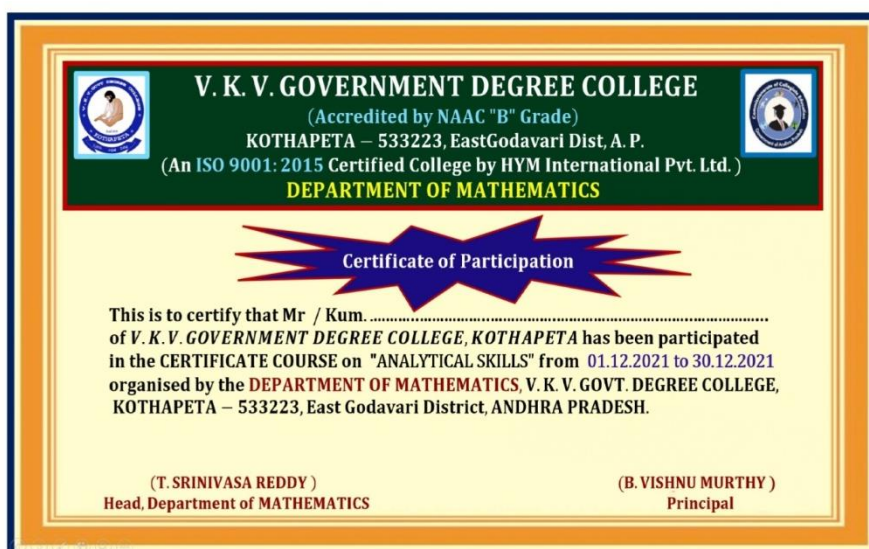 V. K. V. GOVERNMENT DEGREE COLLEGE
(Accredited by NAAC "B" Grade)
KOTHAPETA – 533223, EastGodavari Dist, A. P.
(An ISO 9001: 2015 Certified College by HYM International Pvt. Ltd. )
DEPARTMENT OF MATHEMATICS
KOTHAPETA
Certificate of Participation
This is to certify that Mr / Kum. ........................................................................................
of V. K. V. GOVERNMENT DEGREE COLLEGE, KOTHAPETA has been participated
in the CERTIFICATE COURSE on "ANALYTICAL SKILLS" from 01.12.2021 to 30.12.2021
organised by the DEPARTMENT OF MATHEMATICS, V. K. V. GOVT. DEGREE COLLEGE,
KOTHAPETA – 533223, East Godavari District, ANDHRA PRADESH.
(T. SRINIVASA REDDY )
Head, Department of MATHEMATICS
(B. VISHNU MURTHY )
Principal